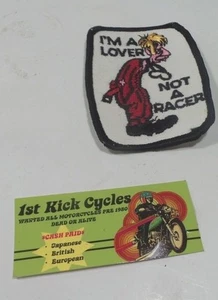 I'M A
LOVER
NOT
A
RACER
1st Kick Cycles
WANTED ALL MOTORCYCLES PRE 1980
DEAD OR ALIVE
*CASH PAID*
• Japanese
• British
• European